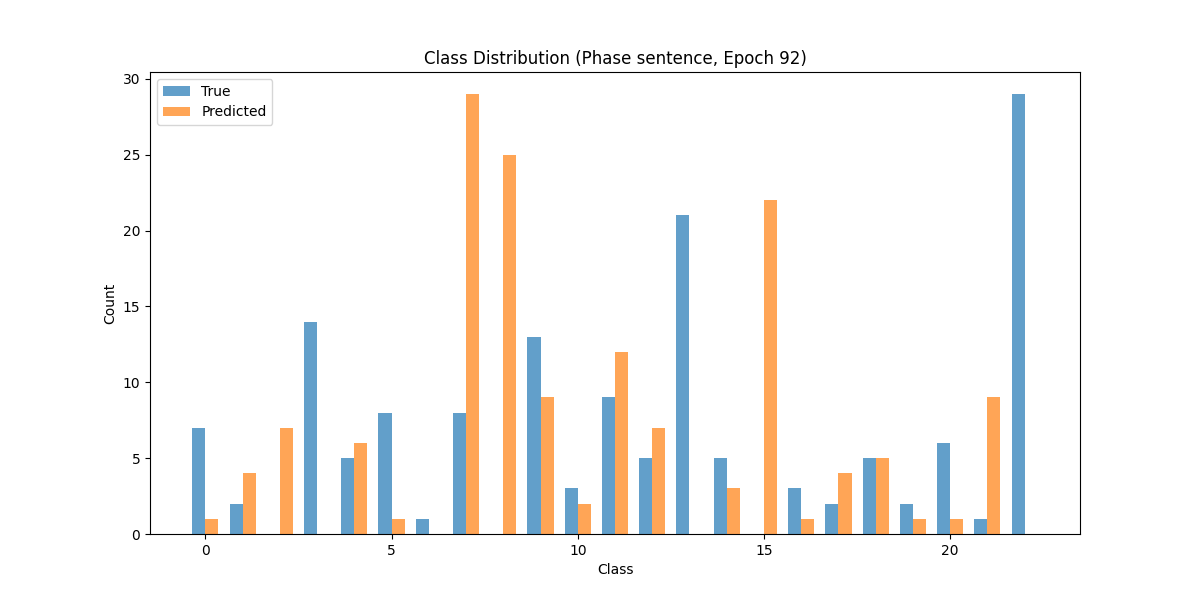 Class Distribution (Phase sentence, Epoch 92)
True
Predicted
Count
30
25
20
15
10
5
0
0 5 10 15 20
Class